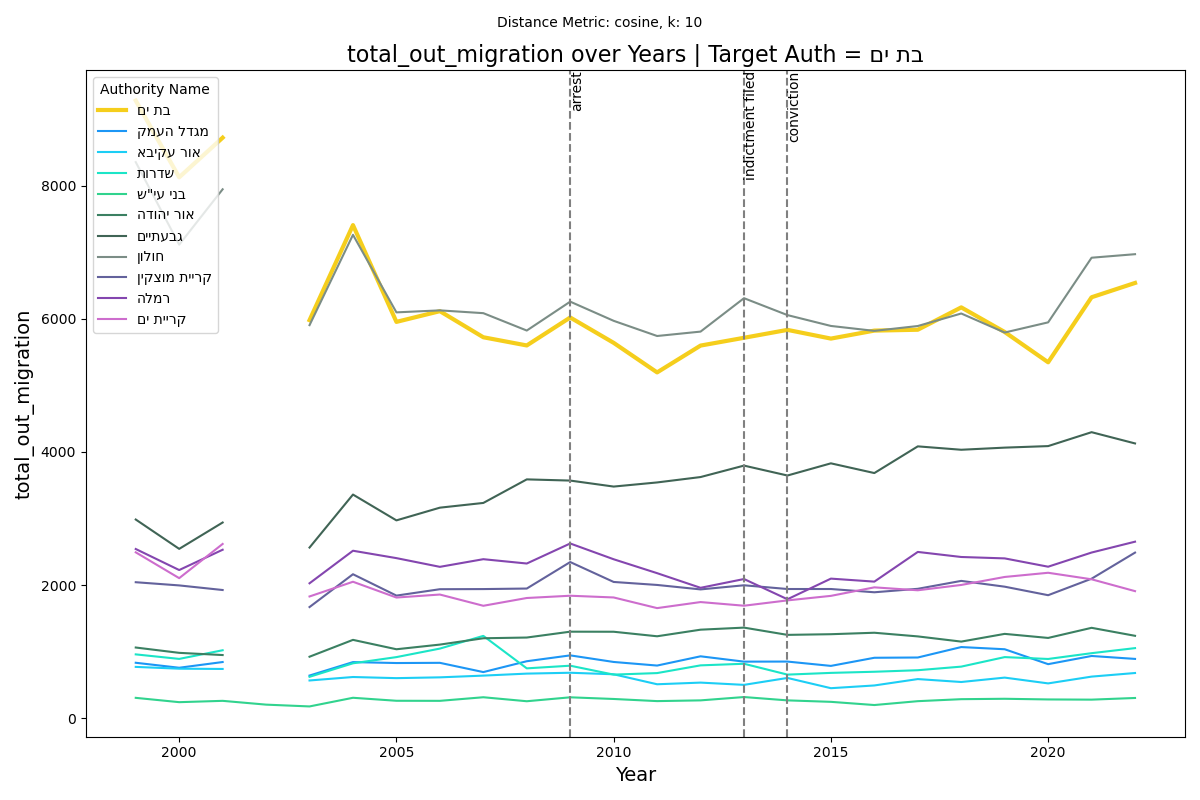 Distance Metric: cosine, k: 10
total_out_migration over Years | Target Auth = בת ים
Authority Name
בת ים
מגדל העמק
אור עקיבא
שדרות
בני עי"ש
אור יהודה
גבעתיים
חולון
קריית מוצקין
רמלה
קריית ים
arrest
indictment filed
conviction
total_out_migration
8000
6000
4000
2000
0
2000
2005
2010
2015
2020
Year